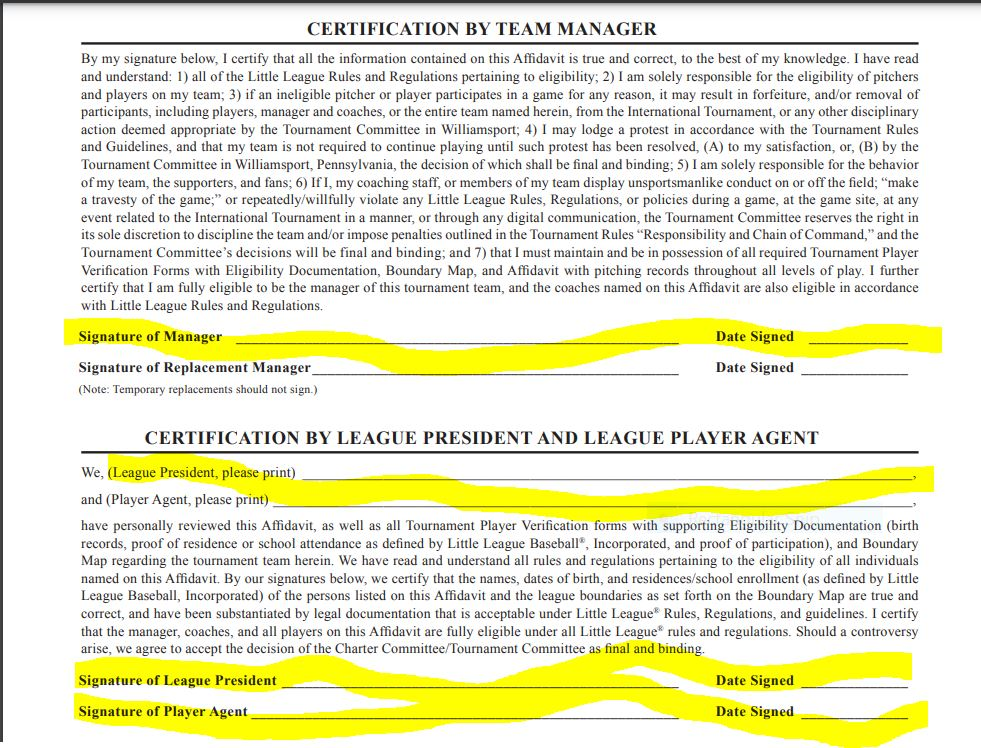 CERTIFICATION BY TEAM MANAGER
By my signature below, I certify that all the information contained on this Affidavit is true and correct, to the best of my knowledge. I have read
and understand: 1) all of the Little League Rules and Regulations pertaining to eligibility; 2) I am solely responsible for the eligibility of pitchers
and players on my team; 3) if an ineligible pitcher or player participates in a game for any reason, it may result in forfeiture, and/or removal of
participants, including players, manager and coaches, or the entire team named herein, from the International Tournament, or any other disciplinary
action deemed appropriate by the Tournament Committee in Williamsport; 4) I may lodge a protest in accordance with the Tournament Rules
and Guidelines, and that my team is not required to continue playing until such protest has been resolved, (A) to my satisfaction, or, (B) by the
Tournament Committee in Williamsport, Pennsylvania, the decision of which shall be final and binding; 5) I am solely responsible for the behavior
of my team, the supporters, and fans; 6) If I, my coaching staff, or members of my team display unsportsmanlike conduct on or off the field; “make
a travesty of the game;” or repeatedly/willfully violate any Little League Rules, Regulations, or policies during a game, at the game site, at any
event related to the International Tournament in a manner, or through any digital communication, the Tournament Committee reserves the right in
its sole discretion to discipline the team and/or impose penalties outlined in the Tournament Rules “Responsibility and Chain of Command,” and the
Tournament Committee’s decisions will be final and binding; and 7) that I must maintain and be in possession of all required Tournament Player
Verification Forms with Eligibility Documentation, Boundary Map, and Affidavit with pitching records throughout all levels of play. I further
certify that I am fully eligible to be the manager of this tournament team, and the coaches named on this Affidavit are also eligible in accordance
with Little League Rules and Regulations.
Signature of Manager ____ Date Signed ____
Signature of Replacement Manager____ Date Signed ____
(Note: Temporary replacements should not sign.)
CERTIFICATION BY LEAGUE PRESIDENT AND LEAGUE PLAYER AGENT
We, (League President, please print) ____,
and (Player Agent, please print) ____,
have personally reviewed this Affidavit, as well as all Tournament Player Verification forms with supporting Eligibility Documentation (birth
records, proof of residence or school attendance as defined by Little League Baseball®, Incorporated, and proof of participation), and Boundary
Map regarding the tournament team herein. We have read and understand all rules and regulations pertaining to the eligibility of all individuals
named on this Affidavit. By our signatures below, we certify that the names, dates of birth, and residences/school enrollment (as defined by Little
League Baseball, Incorporated) of the persons listed on this Affidavit and the league boundaries as set forth on the Boundary Map are true and
correct, and have been substantiated by legal documentation that is acceptable under Little League® Rules, Regulations, and guidelines. I certify
that the manager, coaches, and all players on this Affidavit are fully eligible under all Little League® rules and regulations. Should a controversy
arise, we agree to accept the decision of the Charter Committee/Tournament Committee as final and binding.
Signature of League President ____ Date Signed ____
Signature of Player Agent ____ Date Signed ____